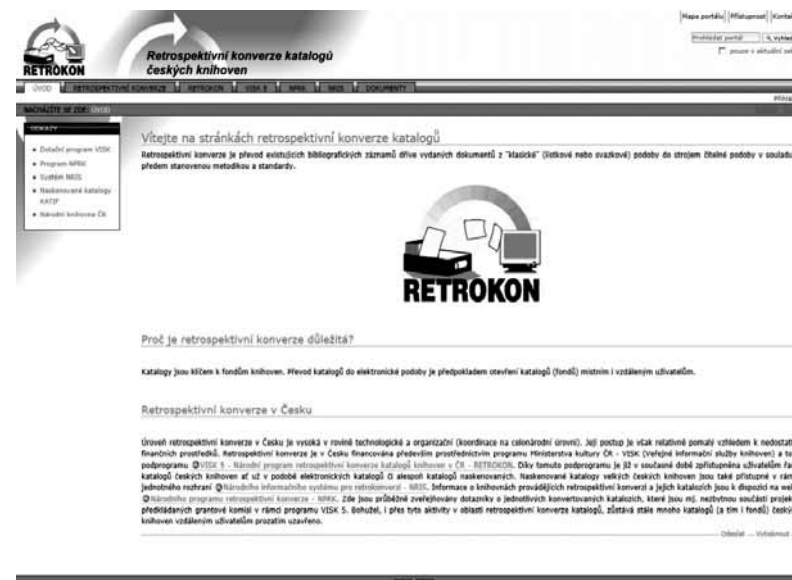 Mapa portálu Přístupnost Kontak
RETROKON
Retrospektivní konverze katalogů
českých knihoven
Prohledat portál Vyhled
pouze v aktuální sek
ÚVOD RETROSPEKTIVNÍ KONVERZE RETROKON VISK 5 NPRK NRIS DOKUMENTY
NACHÁZÍTE SE ZDE: ÚVOD
ODKAZY
Dotační program VISK
Program NPRK
Systém NRIS
Naskenované katalogy
KATIF
Národní knihovna ČR
Vítejte na stránkách retrospektivní konverze katalogů
Retrospektivní konverze je převod existujících bibliografických záznamů dříve vydaných dokumentů z "klasické" (lístkové nebo svazkové) podoby do strojem čitelné podoby v souladu
předem stanovenou metodikou a standardy.
RETROKON
Proč je retrospektivní konverze důležitá?
Katalogy jsou klíčem k fondům knihoven. Převod katalogů do elektronické podoby je předpokladem otevření katalogů (fondů) místním i vzdáleným uživatelům.
Retrospektivní konverze v Česku
Úroveň retrospektivní konverze v Česku je vysoká v rovině technologické a organizační (koordinace na celonárodní úrovni). Její postup je však relativně pomalý vzhledem k nedostatk
finančních prostředků. Retrospektivní konverze je v Česku financována především prostřednictvím programu Ministerstva kultury ČR - VISK (Veřejné informační služby knihoven) a to
podprogramu VISK 5 - Národní program retrospektivní konverze katalogů knihoven v ČR - RETROKON. Díky tomuto podprogramu je již v současné době zpřístupněna uživatelům řad
katalogů českých knihoven ať už v podobě elektronických katalogů či alespoň katalogů naskenovaných. Naskenované katalogy velkých českých knihoven jsou také přístupné v rám
jednotného rozhraní Národního informačního systému pro retrokonverzi - NRIS. Informace o knihovnách provádějících retrospektivní konverzi a jejich katalozích jsou k dispozici na we
Národního programu retrospektivní konverze - NPRK. Zde jsou průběžně zveřejňovány dotazníky o jednotlivých konvertovaných katalozích, které jsou mj. nezbytnou součástí projek
předkládaných grantové komisi v rámci programu VISK 5. Bohužel, i přes tyto aktivity v oblasti retrospektivní konverze katalogů, zůstává stále mnoho katalogů (a tím i fondů) český
knihoven vzdáleným uživatelům prozatím uzavřeno.
Odeslat — Vytisknout